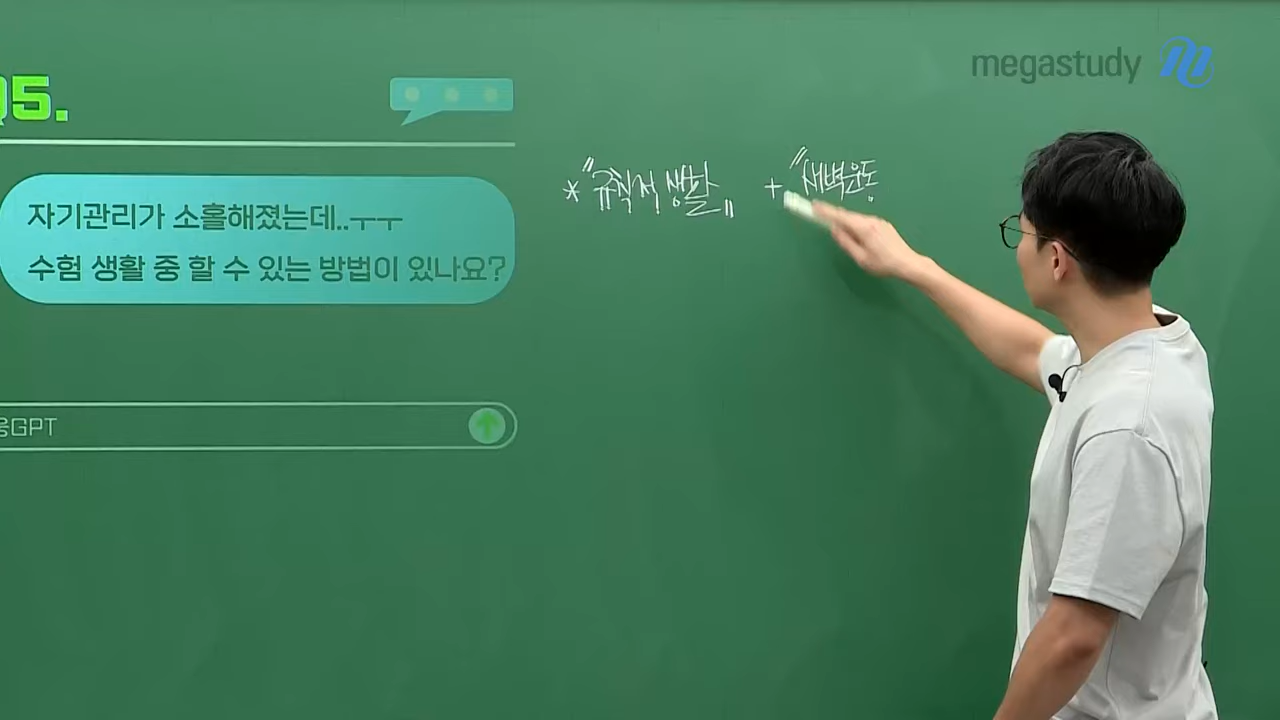 Q5.
megastudy
자기관리가 소홀해졌는데..ㅜㅜ
수험 생활 중 할 수 있는 방법이 있나요?
* "규칙적 생활" + "새벽운동
GPT